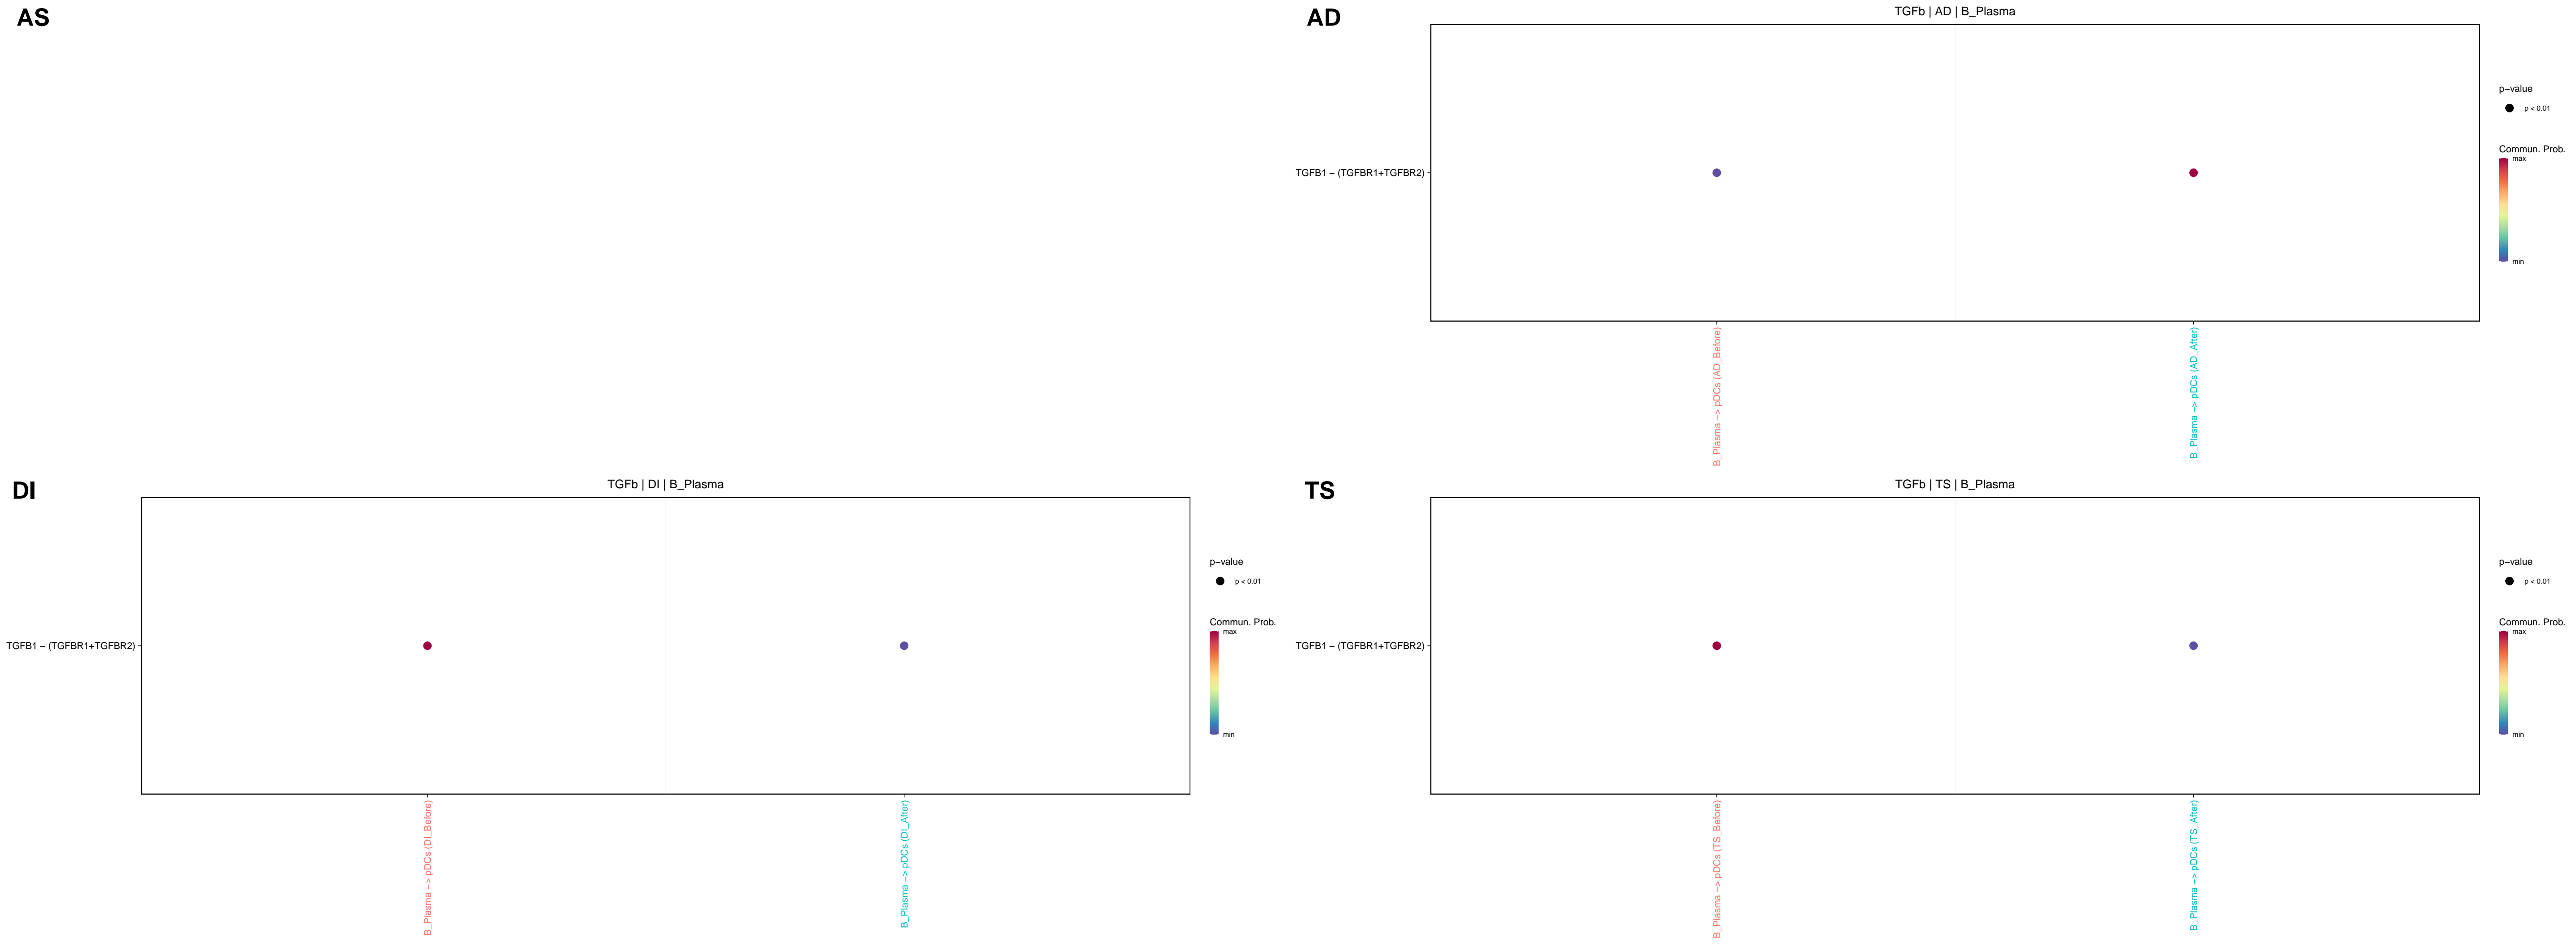 AS
AD
TGFb | AD | B_Plasma
TGFB1 − (TGFBR1+TGFBR2)
B_Plasma −> pDCs (AD_Before)
B_Plasma −> pDCs (AD_After)
p−value
p < 0.01
Commun. Prob.
max
min
DI
TGFb | DI | B_Plasma
TGFB1 − (TGFBR1+TGFBR2)
B_Plasma −> pDCs (DI_Before)
B_Plasma −> pDCs (DI_After)
p−value
p < 0.01
Commun. Prob.
max
min
TS
TGFb | TS | B_Plasma
TGFB1 − (TGFBR1+TGFBR2)
B_Plasma −> pDCs (TS_Before)
B_Plasma −> pDCs (TS_After)
p−value
p < 0.01
Commun. Prob.
max
min